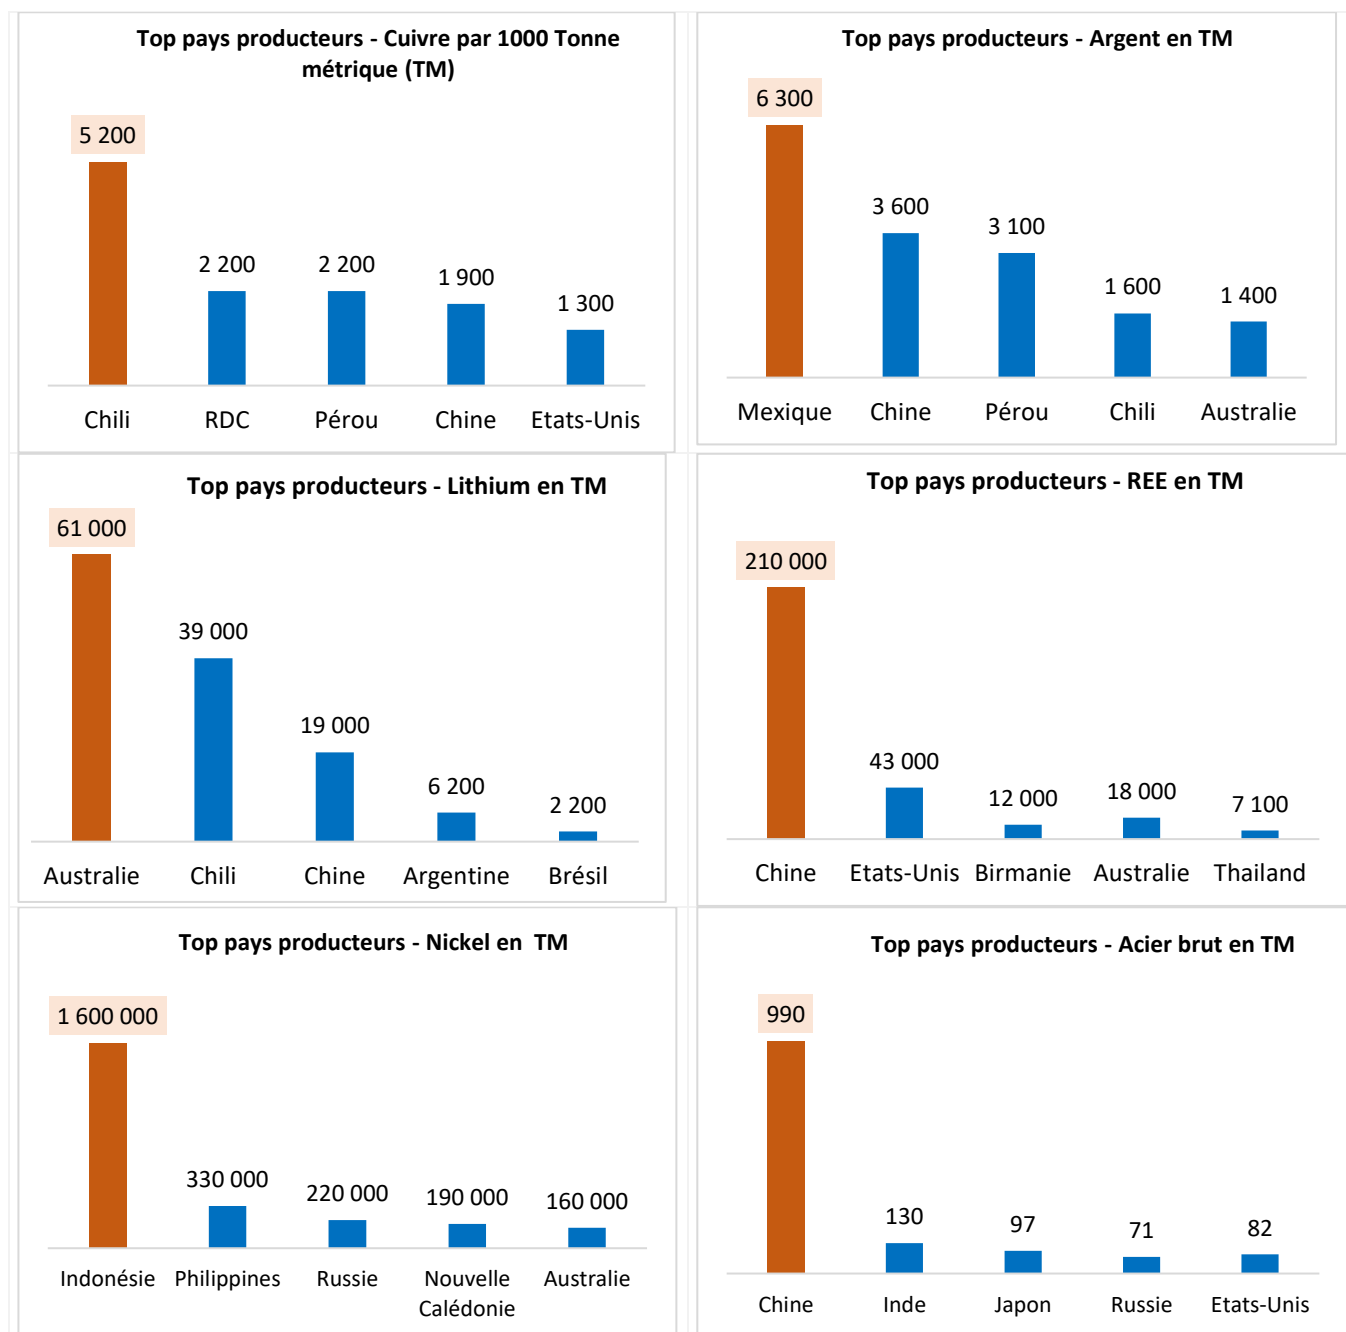 Top pays producteurs - Cuivre par 1000 Tonne
métrique (TM)
5 200
2 200
2 200
1 900
1 300
Chili
RDC
Pérou
Chine
Etats-Unis
Top pays producteurs - Argent en TM
6 300
3 600
3 100
1 600
1 400
Mexique
Chine
Pérou
Chili
Australie
Top pays producteurs - Lithium en TM
61 000
39 000
19 000
6 200
2 200
Australie
Chili
Chine
Argentine
Brésil
Top pays producteurs - REE en TM
210 000
43 000
12 000
18 000
7 100
Chine
Etats-Unis
Birmanie
Australie
Thailand
Top pays producteurs - Nickel en  TM
1 600 000
330 000
220 000
190 000
160 000
Indonésie
Philippines
Russie
Nouvelle
Calédonie
Australie
Top pays producteurs - Acier brut en TM
990
130
97
71
82
Chine
Inde
Japon
Russie
Etats-Unis